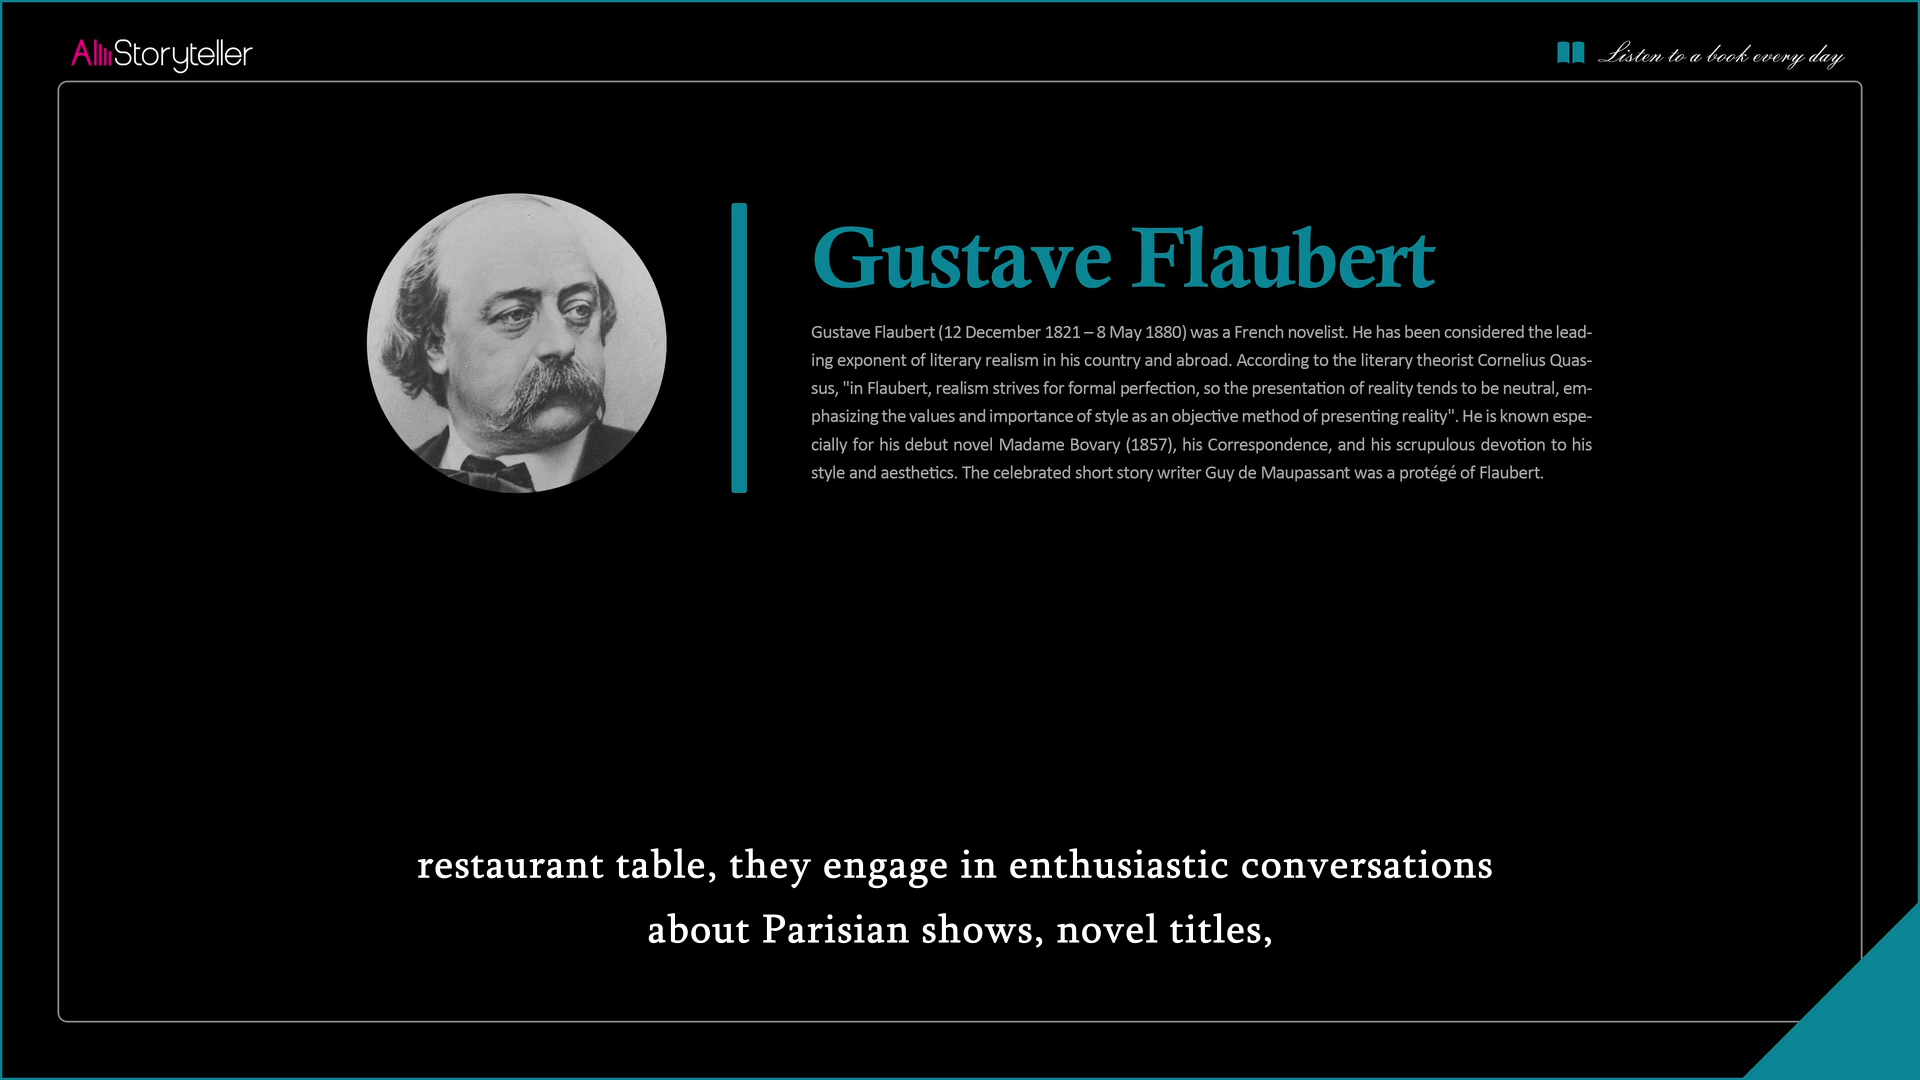 AllStoryteller
Listen to a book every day
Gustave Flaubert
Gustave Flaubert (12 December 1821 – 8 May 1880) was a French novelist. He has been considered the lead-
ing exponent of literary realism in his country and abroad. According to the literary theorist Cornelius Quas-
sus, "in Flaubert, realism strives for formal perfection, so the presentation of reality tends to be neutral, em-
phasizing the values and importance of style as an objective method of presenting reality". He is known espe-
cially for his debut novel Madame Bovary (1857), his Correspondence, and his scrupulous devotion to his
style and aesthetics. The celebrated short story writer Guy de Maupassant was a protégé of Flaubert.
restaurant table, they engage in enthusiastic conversations
about Parisian shows, novel titles,